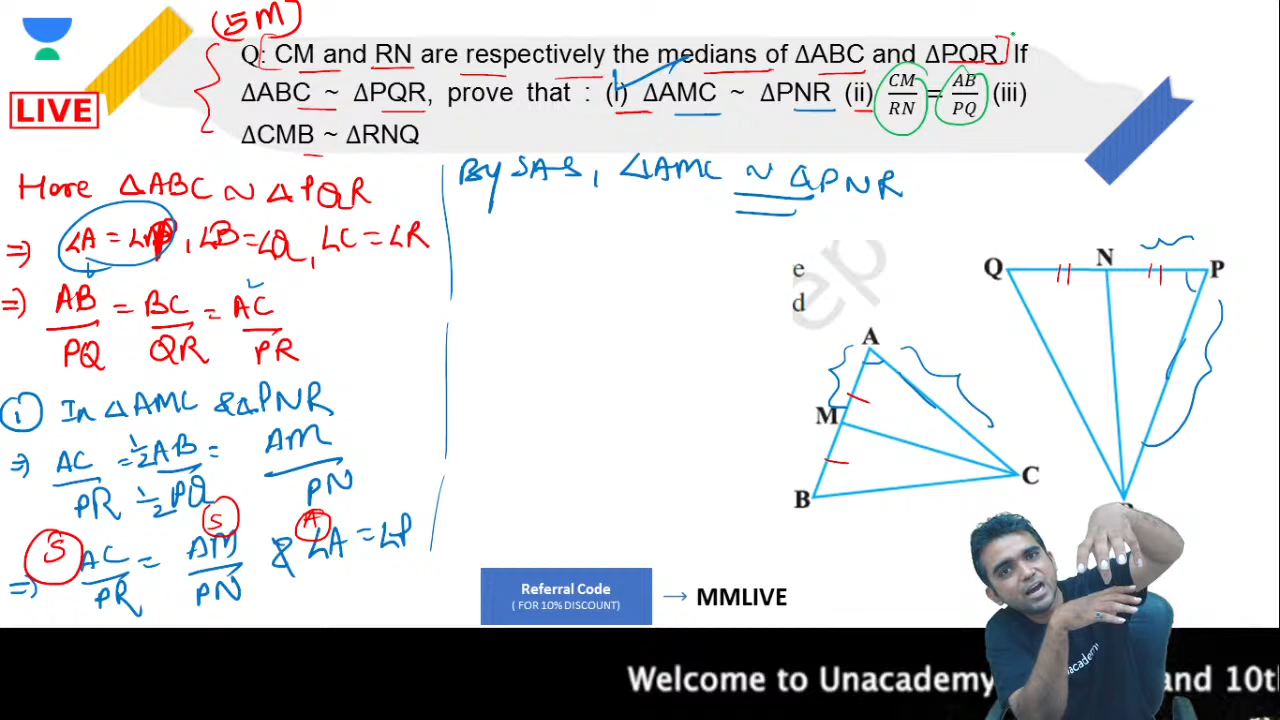 (5M)
Q: CM and RN are respectively the medians of ΔABC and ΔPQR. If
ΔABC ~ ΔPQR, prove that : (i) ΔAMC ~ ΔPNR (ii) CM/RN = AB/PQ (iii)
ΔCMB ~ ΔRNQ
LIVE
Here ΔABC ~ ΔPQR
⇒ ∠A = ∠P, ∠B = ∠Q, ∠C = ∠R
⇒ AB/PQ = BC/QR = AC/PR
① In ΔAMC & ΔPNR
⇒ AC/PR = ½AB/½PQ = AM/PN
S S A
⇒ AC/PR = AM/PN & ∠A = ∠P
By SAS, ΔAMC ~ ΔPNR
e
d
ep
A
M
B
C
Q
N
P
Referral Code
( FOR 10% DISCOUNT)
→ MMLIVE
unacademy
Welcome to Unacademy and 10th